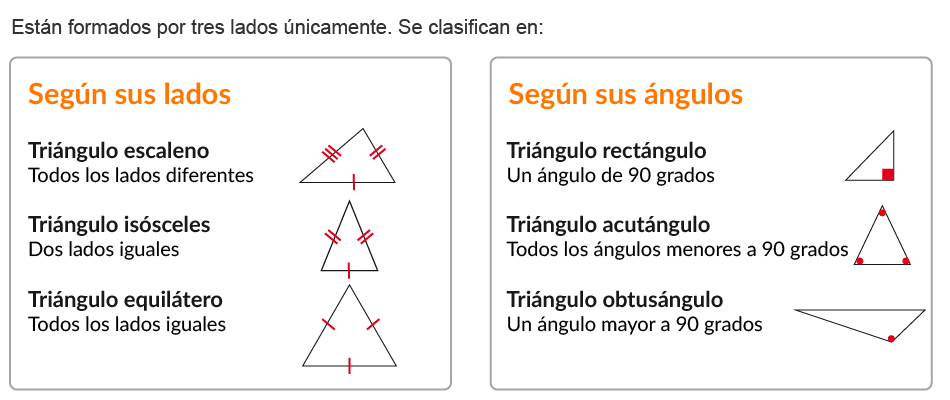 Están formados por tres lados únicamente. Se clasifican en:
Según sus lados
Triángulo escaleno
Todos los lados diferentes
Triángulo isósceles
Dos lados iguales
Triángulo equilátero
Todos los lados iguales
Según sus ángulos
Triángulo rectángulo
Un ángulo de 90 grados
Triángulo acutángulo
Todos los ángulos menores a 90 grados
Triángulo obtusángulo
Un ángulo mayor a 90 grados